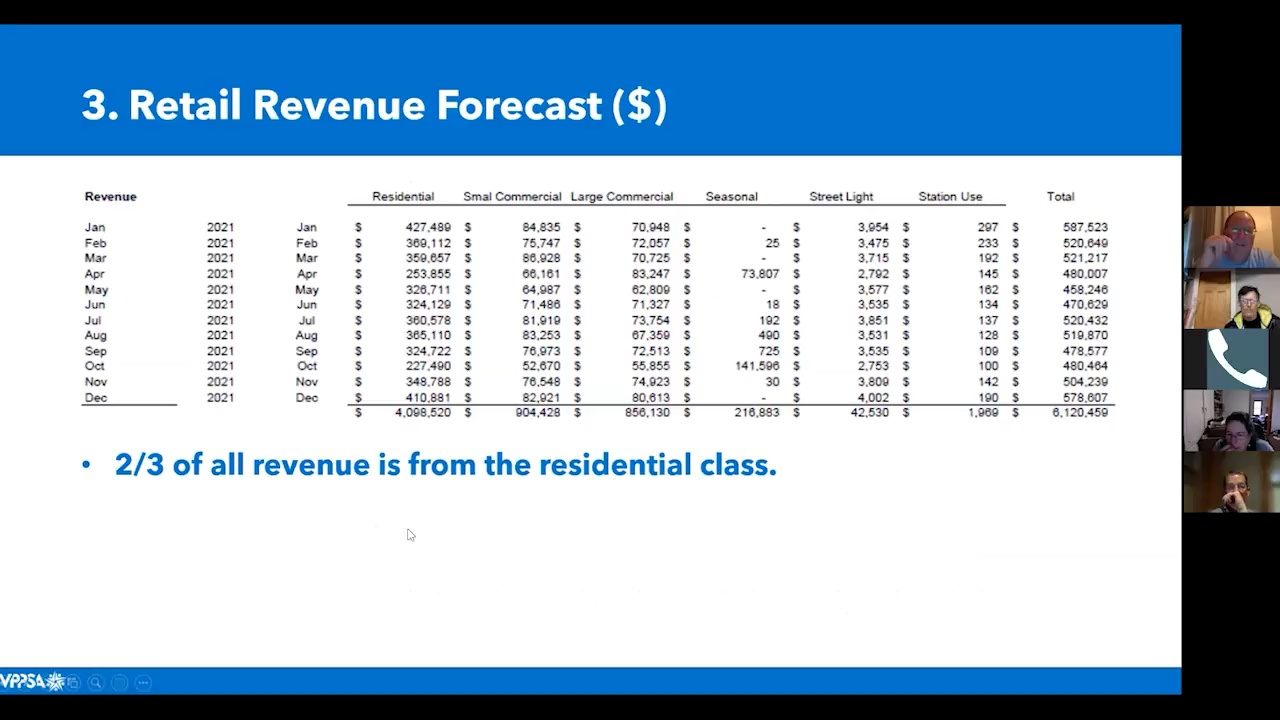 3. Retail Revenue Forecast ($)
Revenue Residential Smal Commercial Large Commercial Seasonal Street Light Station Use Total
Jan 2021 Jan $ 427,489 $ 84,835 $ 70,948 $ - $ 3,954 $ 297 $ 587,523
Feb 2021 Feb $ 369,112 $ 75,747 $ 72,057 $ 25 $ 3,475 $ 233 $ 520,649
Mar 2021 Mar $ 359,657 $ 86,928 $ 70,725 $ - $ 3,715 $ 192 $ 521,217
Apr 2021 Apr $ 253,855 $ 66,161 $ 83,247 $ 73,807 $ 2,792 $ 145 $ 480,007
May 2021 May $ 326,711 $ 64,987 $ 62,809 $ - $ 3,577 $ 162 $ 458,246
Jun 2021 Jun $ 324,129 $ 71,486 $ 71,327 $ 18 $ 3,535 $ 134 $ 470,629
Jul 2021 Jul $ 360,578 $ 81,919 $ 73,754 $ 192 $ 3,851 $ 137 $ 520,432
Aug 2021 Aug $ 365,110 $ 83,253 $ 67,359 $ 490 $ 3,531 $ 128 $ 519,870
Sep 2021 Sep $ 324,722 $ 76,973 $ 72,513 $ 725 $ 3,535 $ 109 $ 478,577
Oct 2021 Oct $ 227,490 $ 52,670 $ 55,855 $ 141,596 $ 2,753 $ 100 $ 480,464
Nov 2021 Nov $ 348,788 $ 76,548 $ 74,923 $ 30 $ 3,809 $ 142 $ 504,239
Dec 2021 Dec $ 410,881 $ 82,921 $ 80,613 $ - $ 4,002 $ 190 $ 578,607
$ 4,098,520 $ 904,428 $ 856,130 $ 216,883 $ 42,530 $ 1,969 $ 6,120,459
• 2/3 of all revenue is from the residential class.
VPPSA